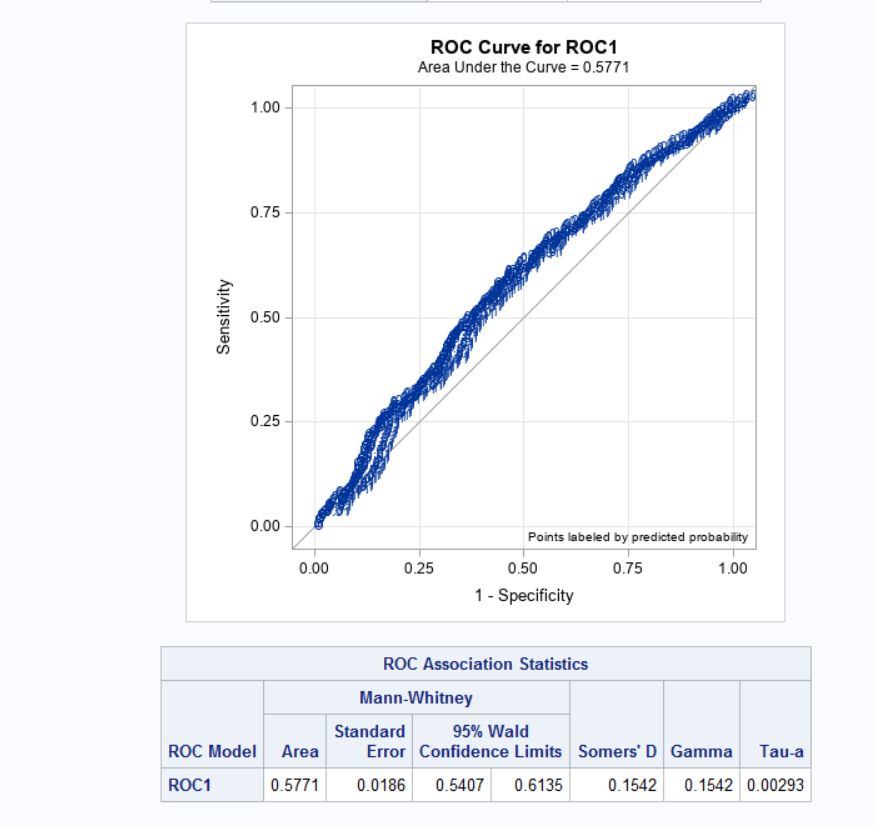 ROC Curve for ROC1
Area Under the Curve = 0.5771
1.00
0.75
0.50
0.25
0.00
Sensitivity
Points labeled by predicted probability
0.00 0.25 0.50 0.75 1.00
1 - Specificity
ROC Association Statistics
Mann-Whitney
ROC Model Area Standard Error 95% Wald Confidence Limits Somers' D Gamma Tau-a
ROC1 0.5771 0.0186 0.5407 0.6135 0.1542 0.1542 0.00293